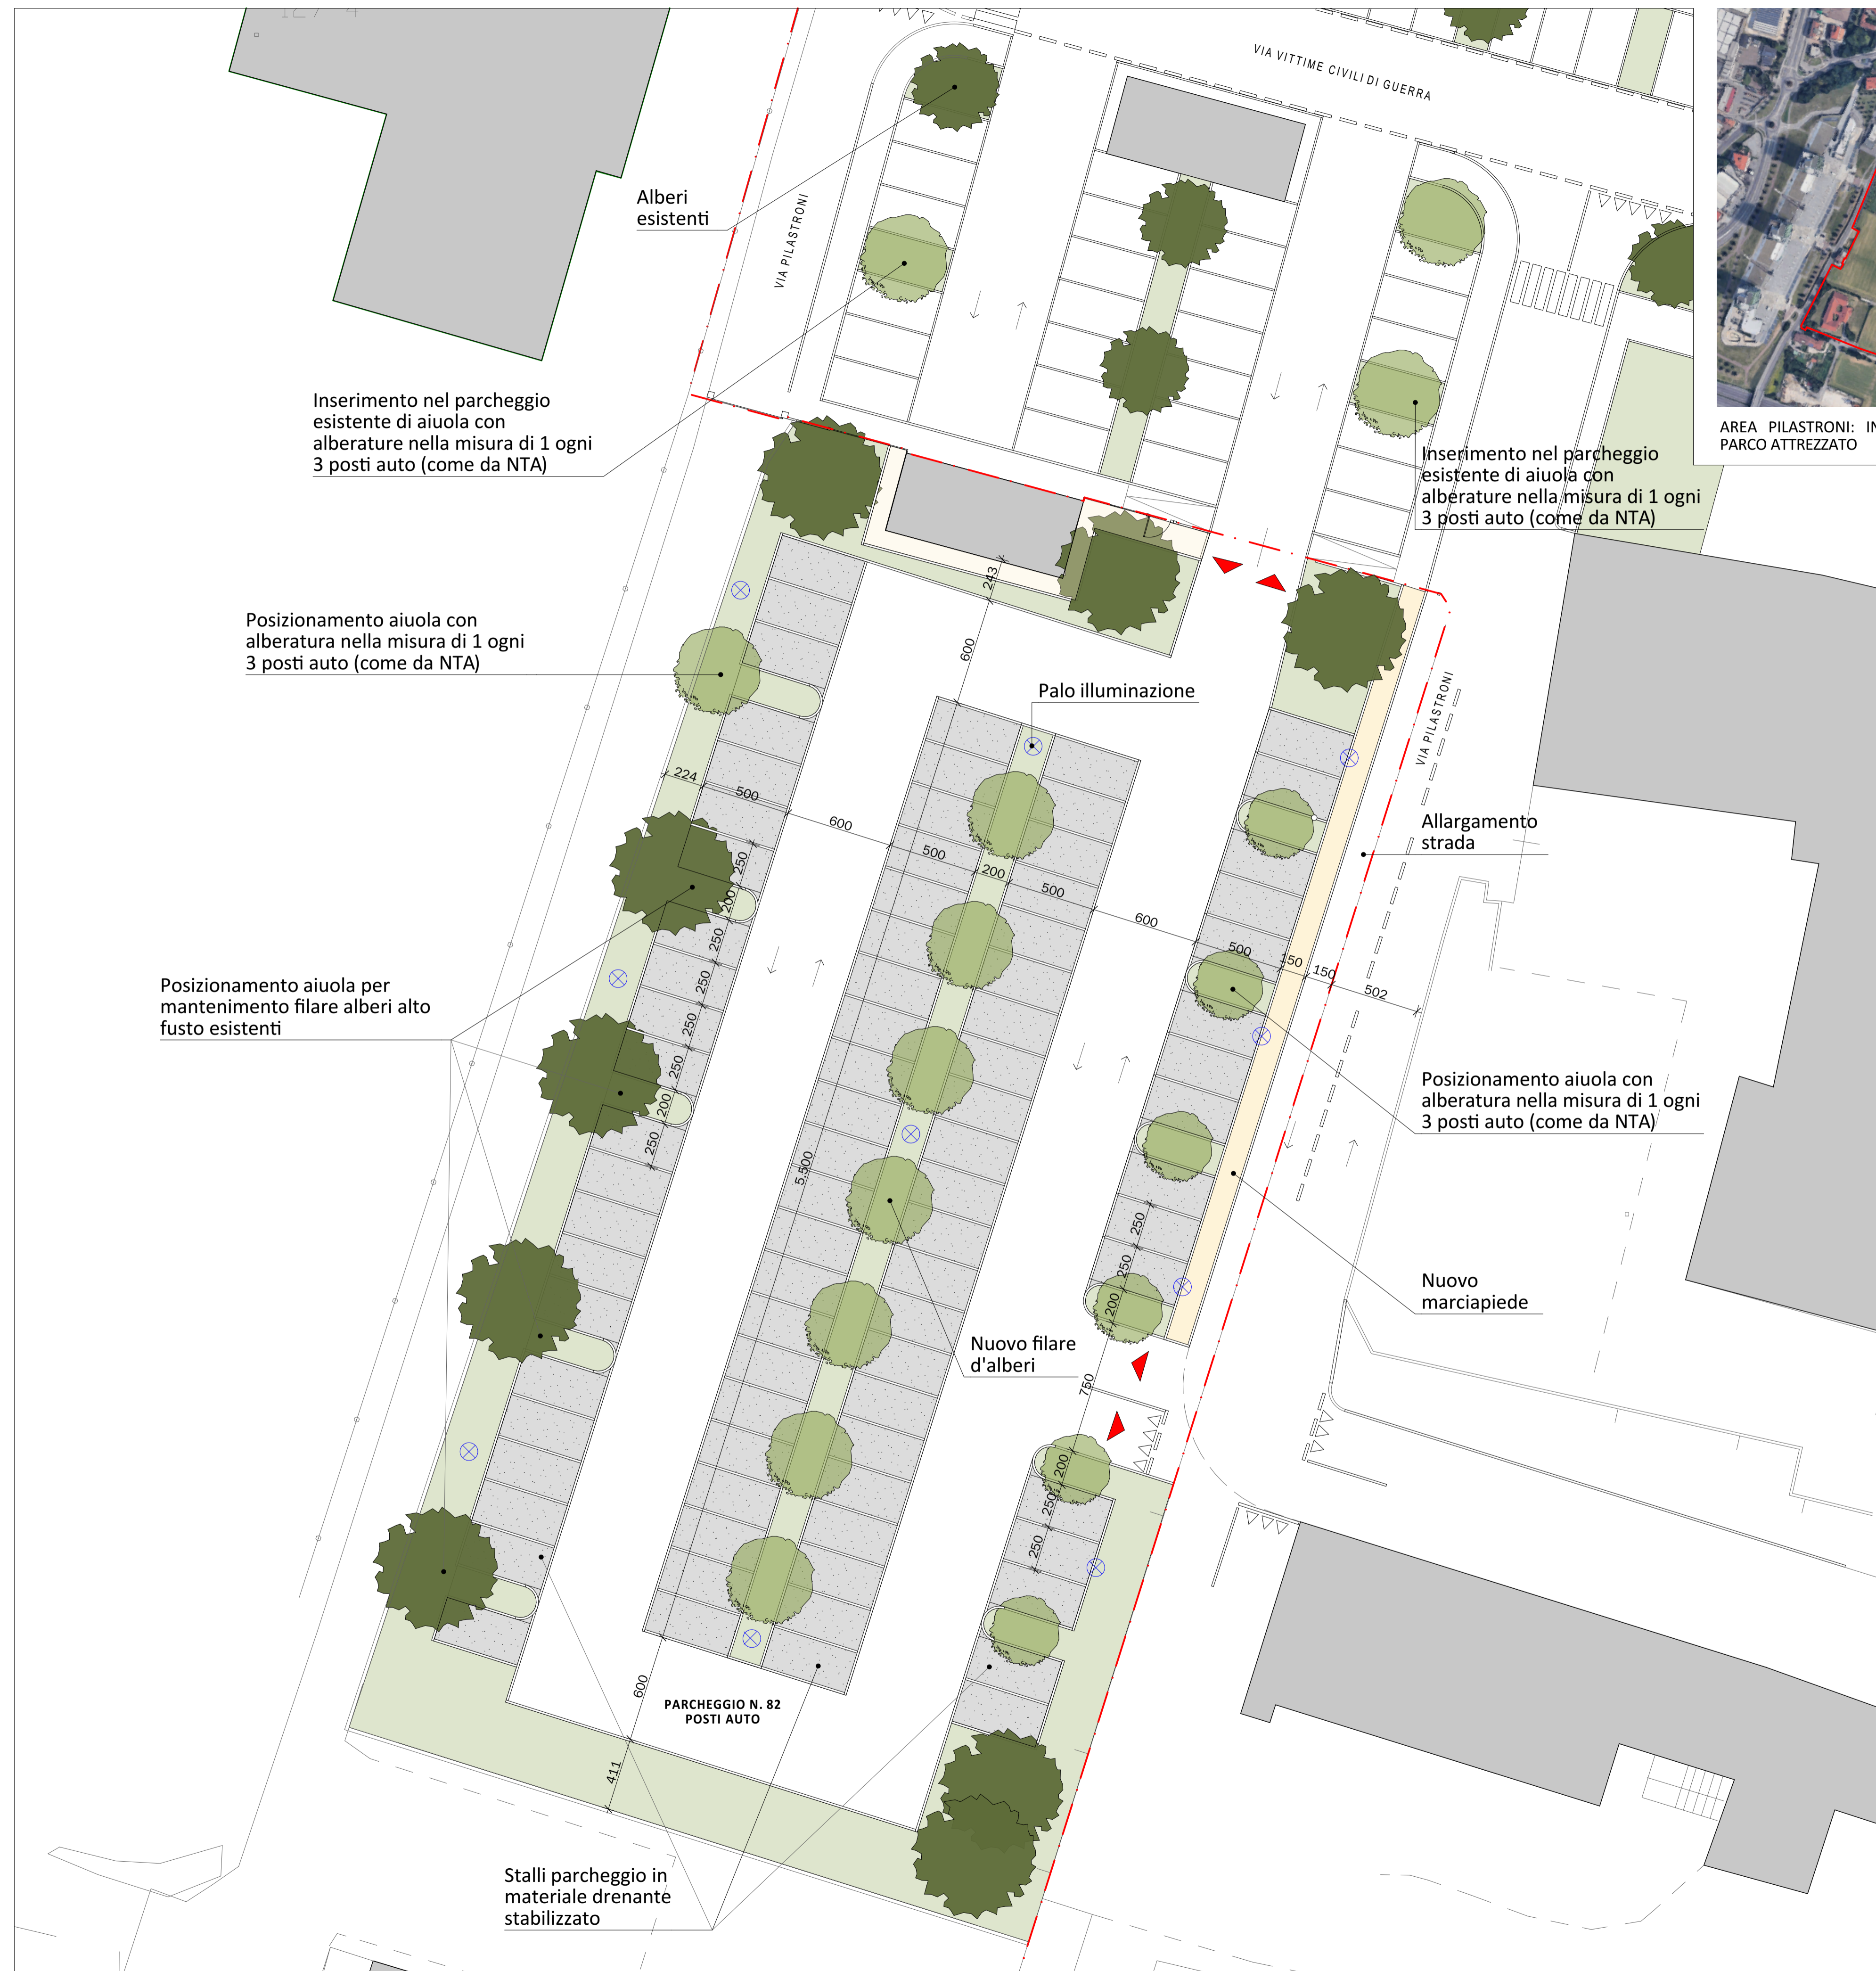 VIA VITTIME CIVILI DI GUERRA
VIA PILASTRONI
Alberi
esistenti
Inserimento nel parcheggio
esistente di aiuola con
alberature nella misura di 1 ogni
3 posti auto (come da NTA)
AREA PILASTRONI: IN
PARCO ATTREZZATO
Inserimento nel parcheggio
esistente di aiuola con
alberature nella misura di 1 ogni
3 posti auto (come da NTA)
243
600
Posizionamento aiuola con
alberatura nella misura di 1 ogni
3 posti auto (come da NTA)
Palo illuminazione
VIA PILASTRONI
224
500
600
500
200
500
600
500
150
150
502
Allargamento
strada
250
200
250
250
250
250
200
250
Posizionamento aiuola per
mantenimento filare alberi alto
fusto esistenti
Posizionamento aiuola con
alberatura nella misura di 1 ogni
3 posti auto (come da NTA)
5.500
250
250
200
Nuovo
marciapiede
Nuovo filare
d'alberi
750
200
250
250
600
PARCHEGGIO N. 82
POSTI AUTO
411
Stalli parcheggio in
materiale drenante
stabilizzato